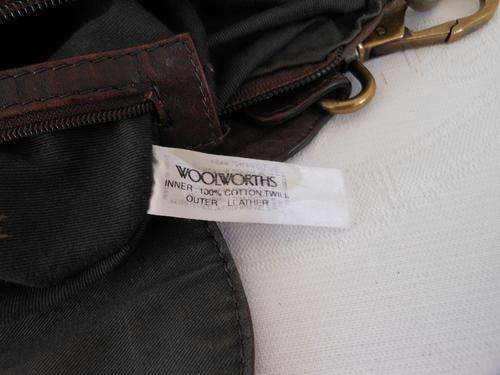 WOOLWORTHS
INNER - 100% COTTON TWILL
OUTER LEATHER